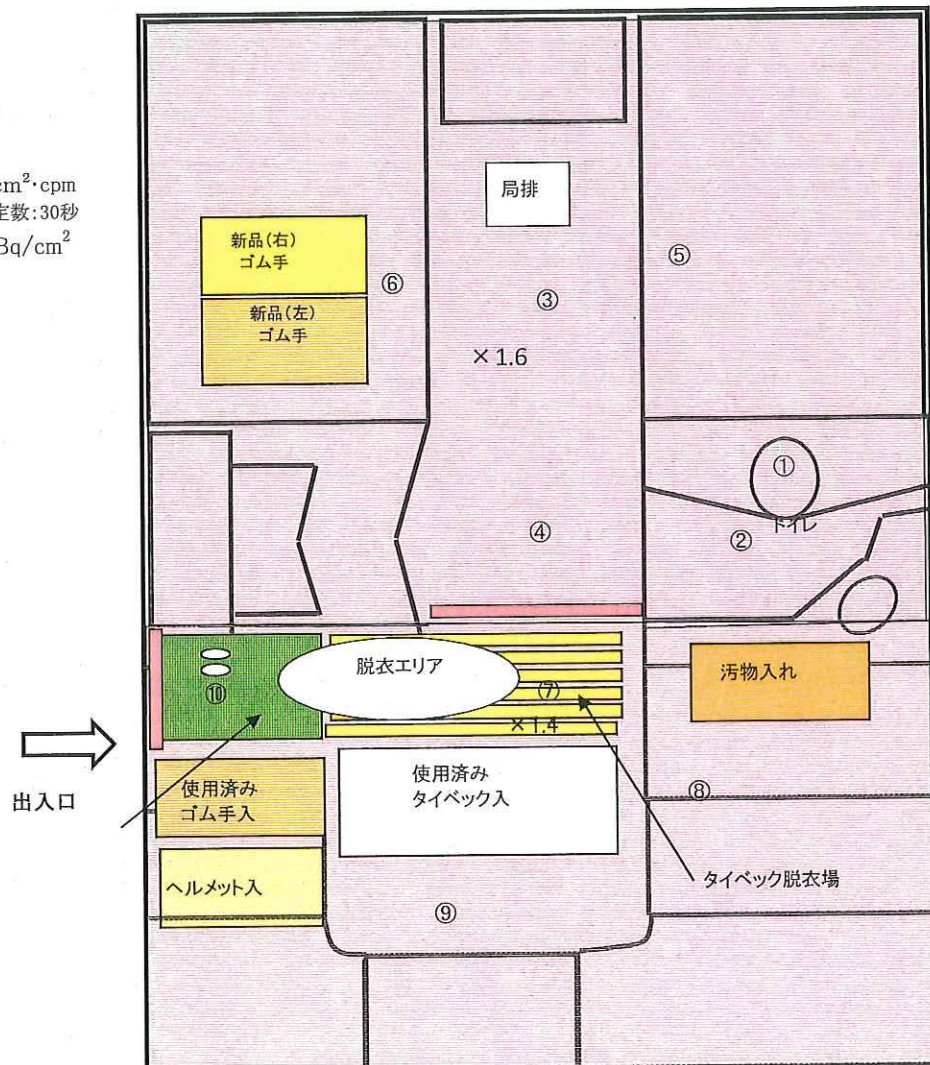 cm²·cpm
定数:30秒
Bq/cm²
局排
新品(右)
ゴム手
⑥
③
⑤
新品(左)
ゴム手
×1.6
①
④
②
トイレ
脱衣エリア
汚物入れ
⑩
⑦
×1.4
出入口
使用済み
ゴム手入
使用済み
タイベック入
⑧
ヘルメット入
タイベック脱衣場
⑨